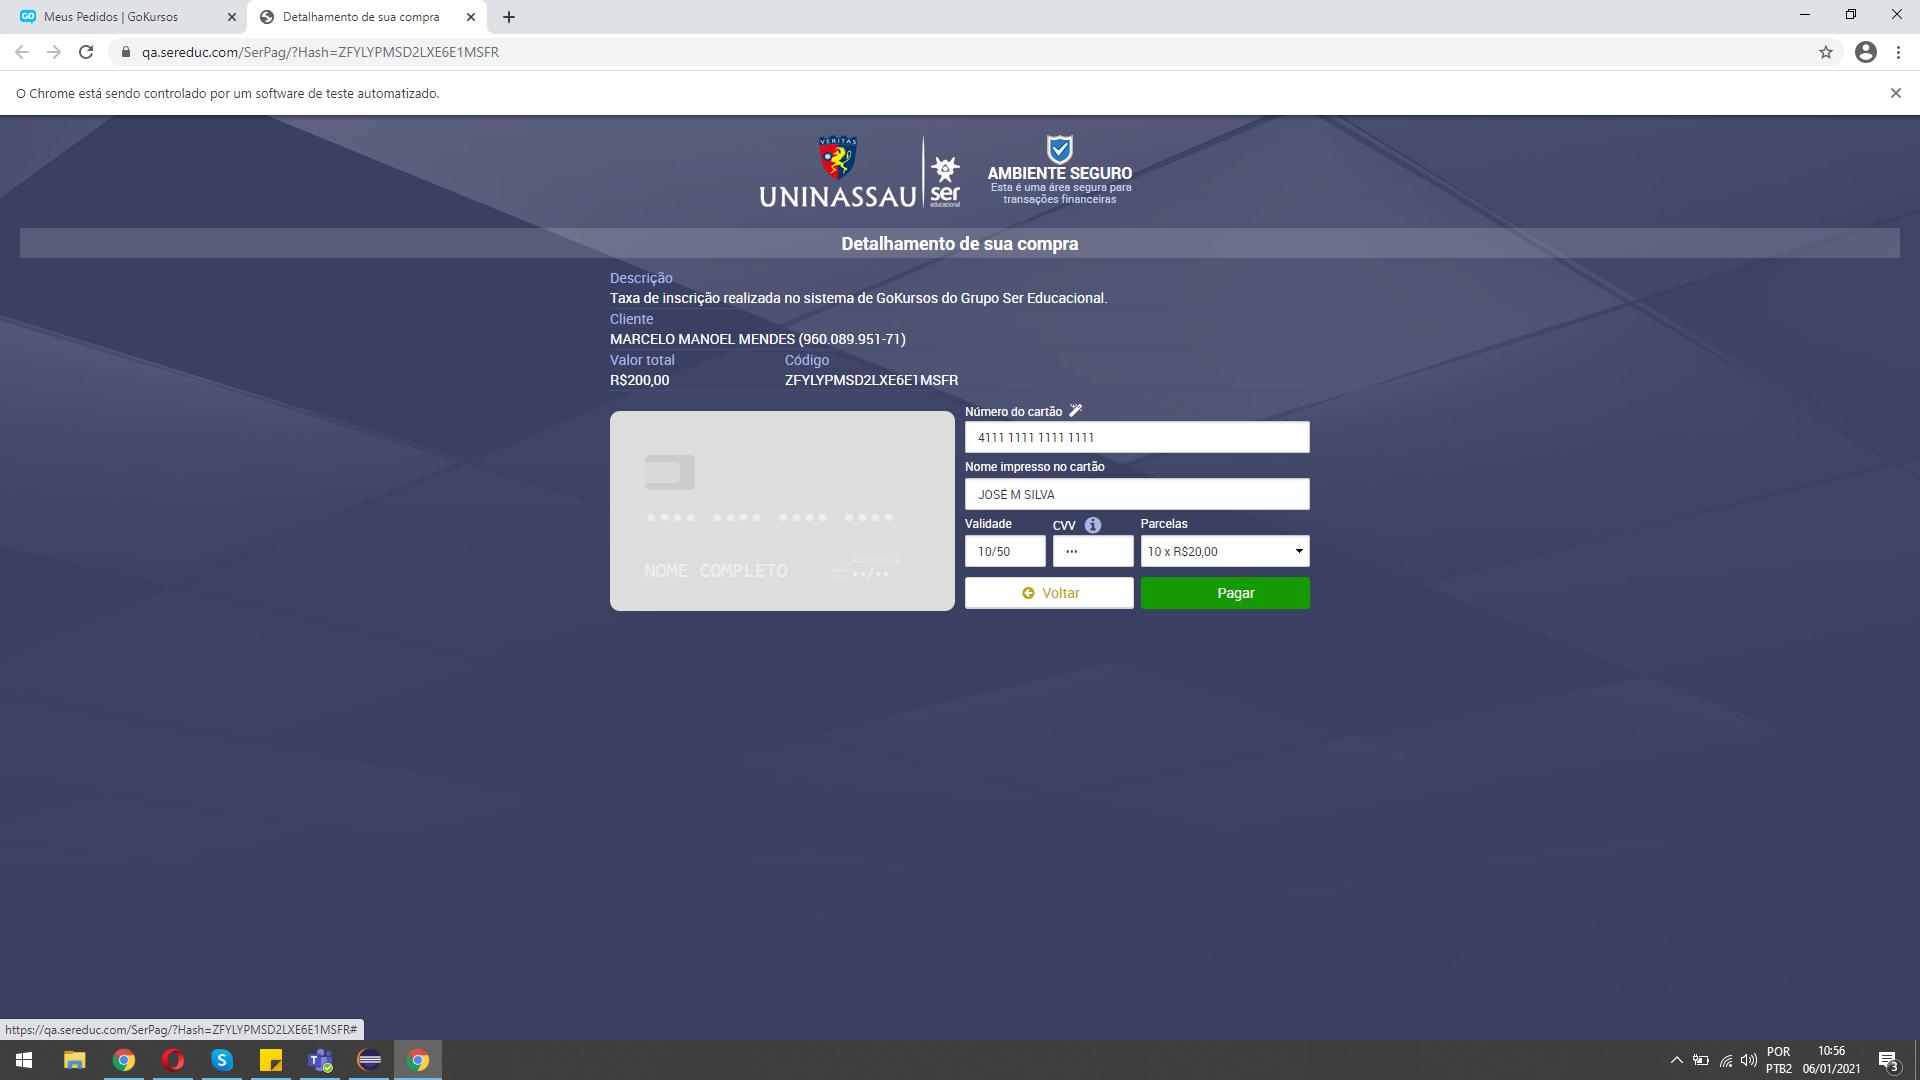 Meus Pedidos | GoKursos
Detalhamento de sua compra
qa.sereduc.com/SerPag/?Hash=ZFYLYPMSD2LXE6E1MSFR
O Chrome está sendo controlado por um software de teste automatizado.
VERITAS
UNINASSAU
ser
educacional
AMBIENTE SEGURO
Esta é uma área segura para
transações financeiras
Detalhamento de sua compra
Descrição
Taxa de inscrição realizada no sistema de GoKursos do Grupo Ser Educacional.
Cliente
MARCELO MANOEL MENDES (960.089.951-71)
Valor total Código
R$200,00 ZFYLYPMSD2LXE6E1MSFR
Número do cartão
4111 1111 1111 1111
Nome impresso no cartão
JOSÉ M SILVA
Validade CVV Parcelas
10/50 ••• 10 x R$20,00
Voltar Pagar
•••• •••• •••• ••••
NOME COMPLETO ••/••
https://qa.sereduc.com/SerPag/?Hash=ZFYLYPMSD2LXE6E1MSFR#
POR 10:56
PTB2 06/01/2021 3